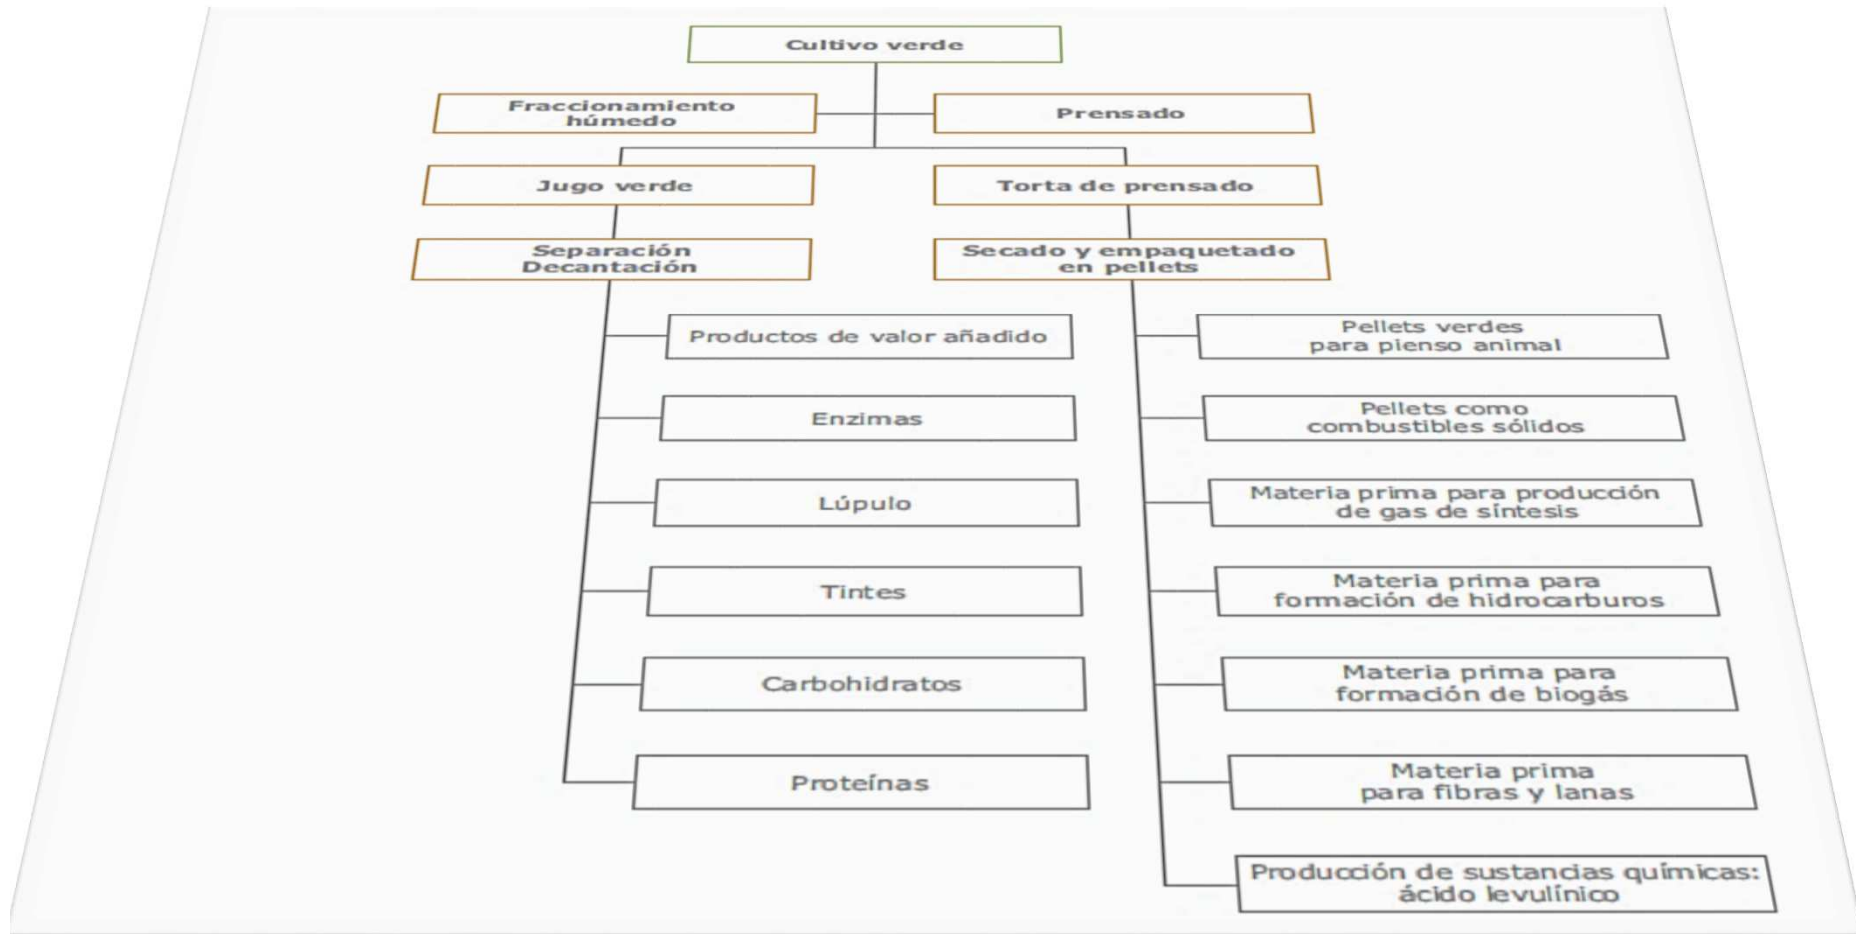 Cultivo verde
Fraccionamiento
húmedo
Prensado
Jugo verde
Torta de prensado
Separación
Decantación
Secado y empaquetado
en pellets
Productos de valor añadido
Enzimas
Lúpulo
Tintes
Carbohidratos
Proteínas
Pellets verdes
para pienso animal
Pellets como
combustibles sólidos
Materia prima para producción
de gas de síntesis
Materia prima para
formación de hidrocarburos
Materia prima para
formación de biogás
Materia prima
para fibras y lanas
Producción de sustancias químicas:
ácido levulínico